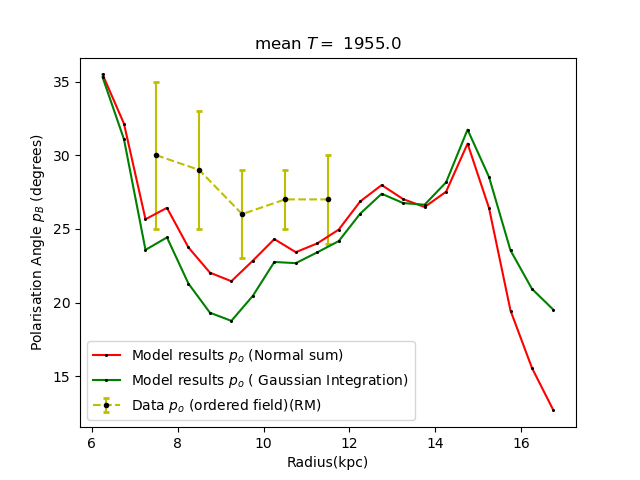 mean T = 1955.0
Polarisation Angle p_B (degrees)
35
30
25
20
15
Model results p_o (Normal sum)
Model results p_o ( Gaussian Integration)
Data p_o (ordered field)(RM)
6 8 10 12 14 16
Radius(kpc)